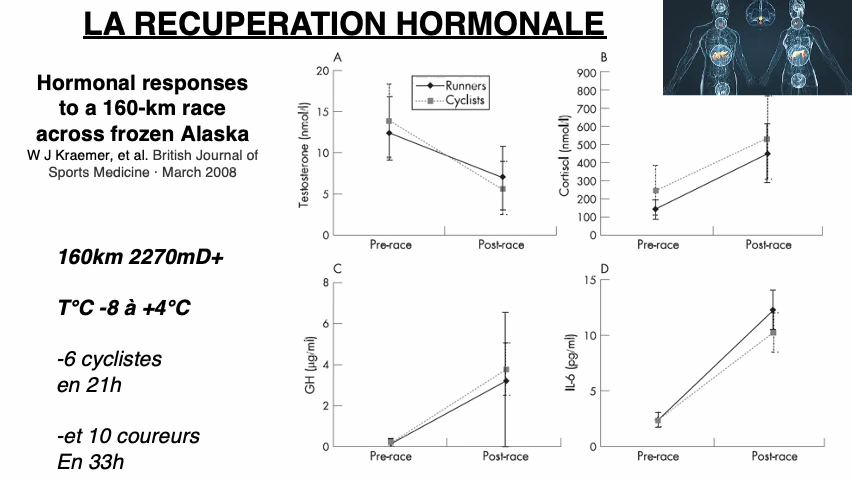 LA RECUPERATION HORMONALE
Hormonal responses
to a 160-km race
across frozen Alaska
W J Kraemer, et al. British Journal of
Sports Medicine · March 2008
160km 2270mD+
T°C -8 à +4°C
-6 cyclistes
en 21h
-et 10 coureurs
En 33h
A
Testosterone (nmol/l)
20
15
10
5
0
Runners
Cyclists
Pre-race
Post-race
B
Cortisol (nmol/l)
900
800
700
600
500
400
300
200
100
0
Pre-race
Post-race
C
GH (µg/ml)
8
6
4
2
0
Pre-race
Post-race
D
IL-6 (pg/ml)
15
10
5
0
Pre-race
Post-race